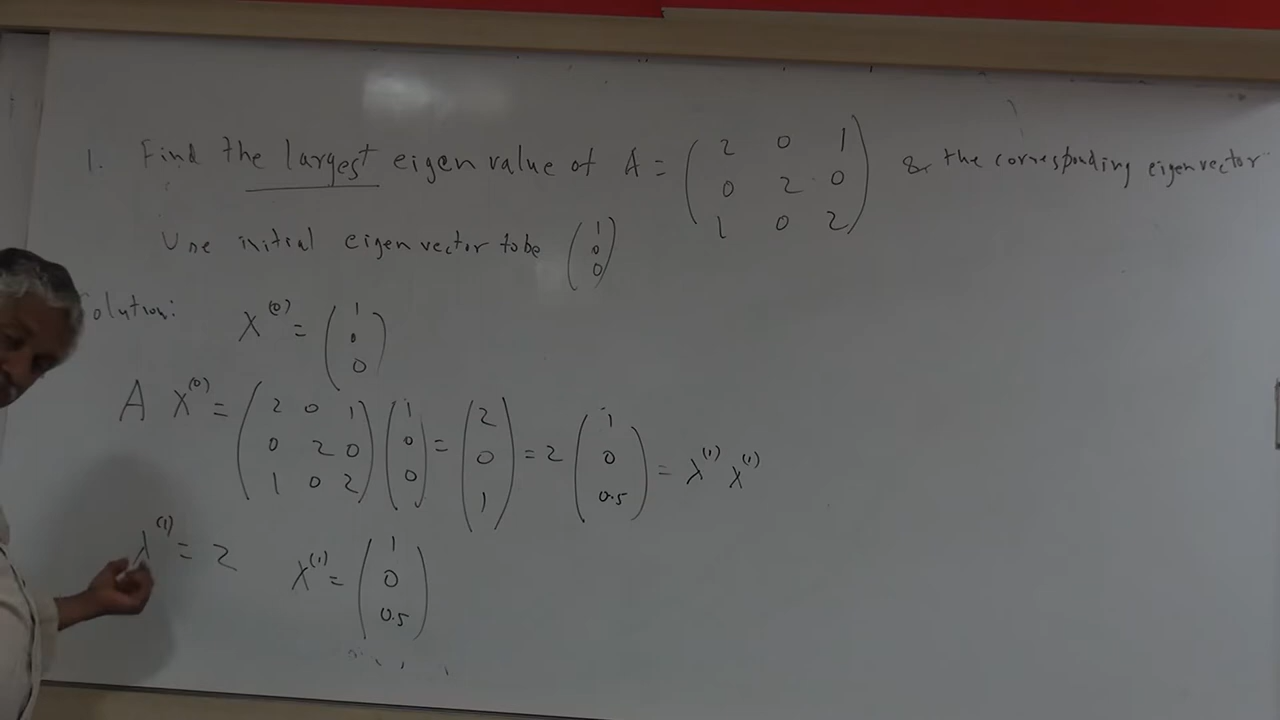 1. Find the largest eigen value of A = ( 2 0 1 / 0 2 0 / 1 0 2 ) & the corresponding eigenvector
Use initial eigen vector to be ( 1 / 0 / 0 )
Solution: X^(0) = ( 1 / 0 / 0 )
A X^(0) = ( 2 0 1 / 0 2 0 / 1 0 2 ) ( 1 / 0 / 0 ) = ( 2 / 0 / 1 ) = 2 ( 1 / 0 / 0.5 ) = λ^(1) X^(1)
λ^(1) = 2 X^(1) = ( 1 / 0 / 0.5 )